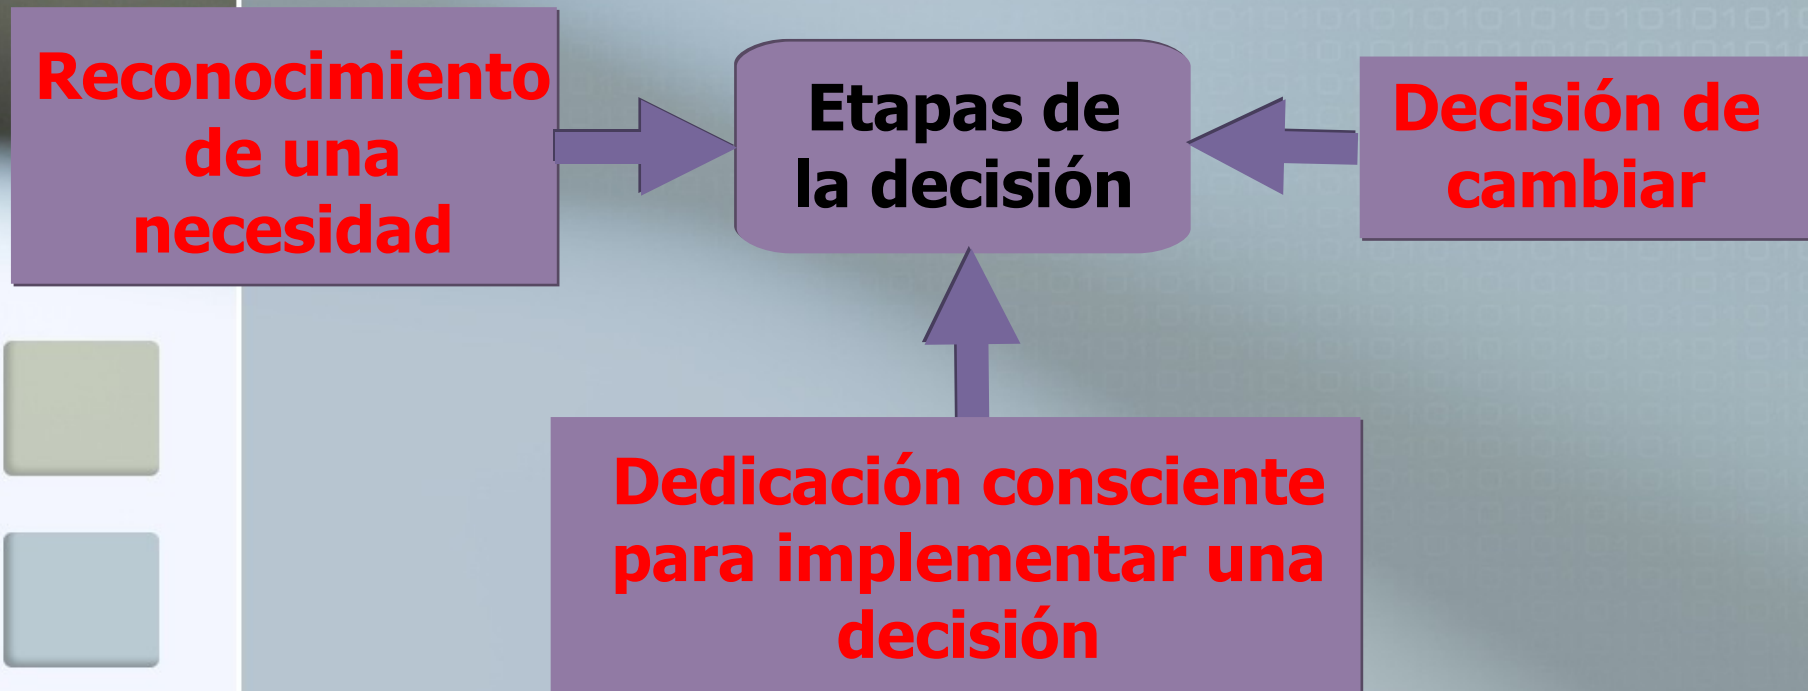 Reconocimiento
de una
necesidad
Etapas de
la decisión
Decisión de
cambiar
Dedicación consciente
para implementar una
decisión